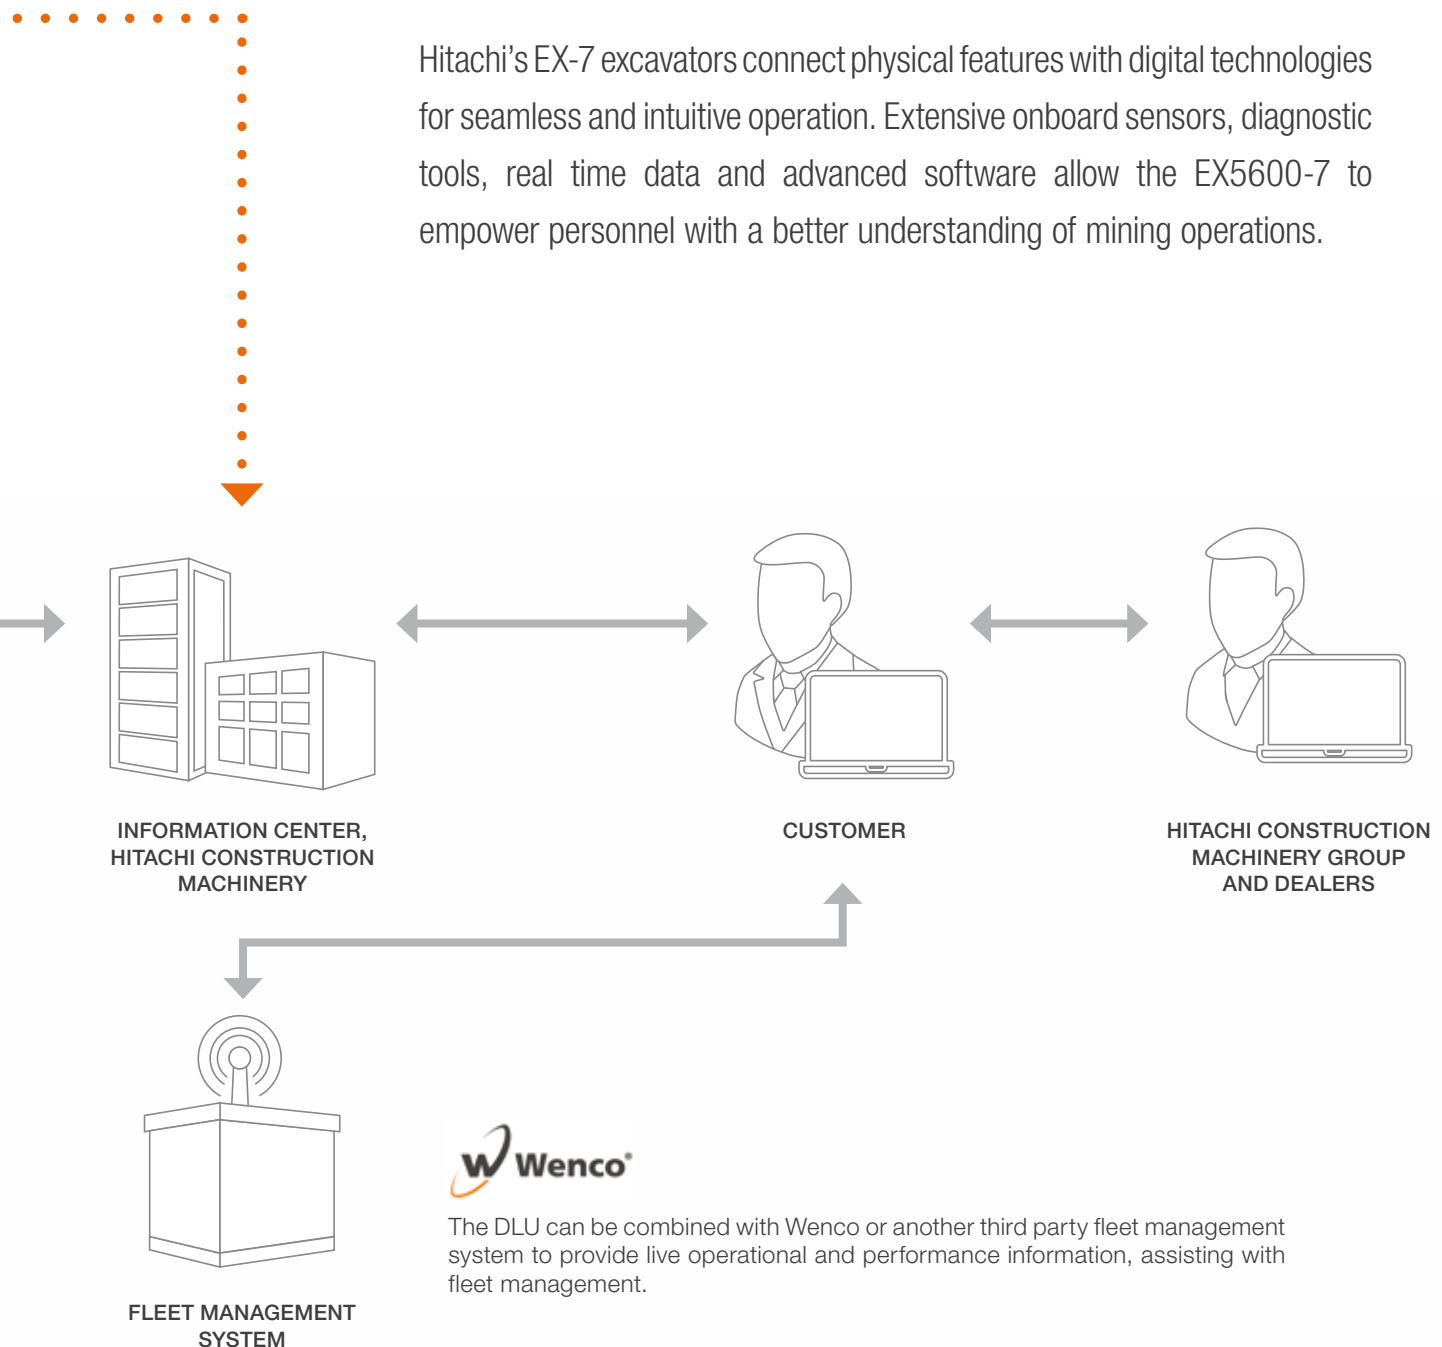 Hitachi’s EX-7 excavators connect physical features with digital technologies
for seamless and intuitive operation. Extensive onboard sensors, diagnostic
tools, real time data and advanced software allow the EX5600-7 to
empower personnel with a better understanding of mining operations.
INFORMATION CENTER,
HITACHI CONSTRUCTION
MACHINERY
CUSTOMER
HITACHI CONSTRUCTION
MACHINERY GROUP
AND DEALERS
W Wenco®
The DLU can be combined with Wenco or another third party fleet management
system to provide live operational and performance information, assisting with
fleet management.
FLEET MANAGEMENT
SYSTEM